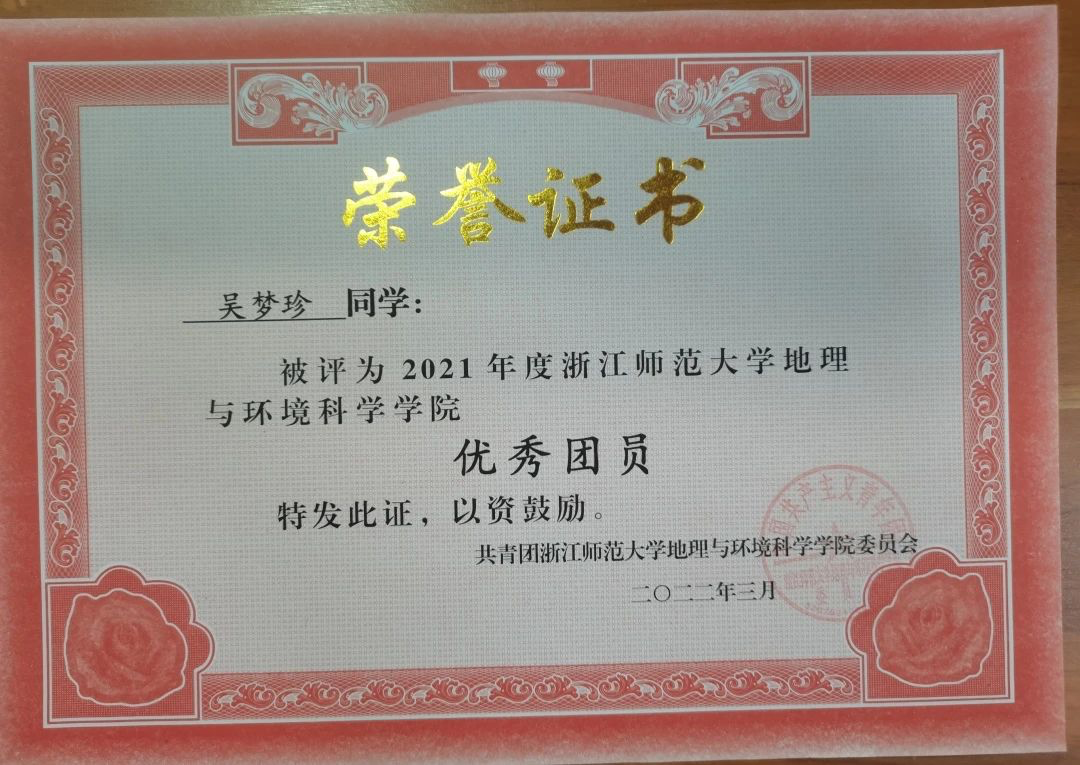 荣誉证书
吴梦珍 同学：
被评为 2021 年度浙江师范大学地理
与环境科学学院
优秀团员
特发此证，以资鼓励。
共青团浙江师范大学地理与环境科学学院委员会
二〇二二年三月